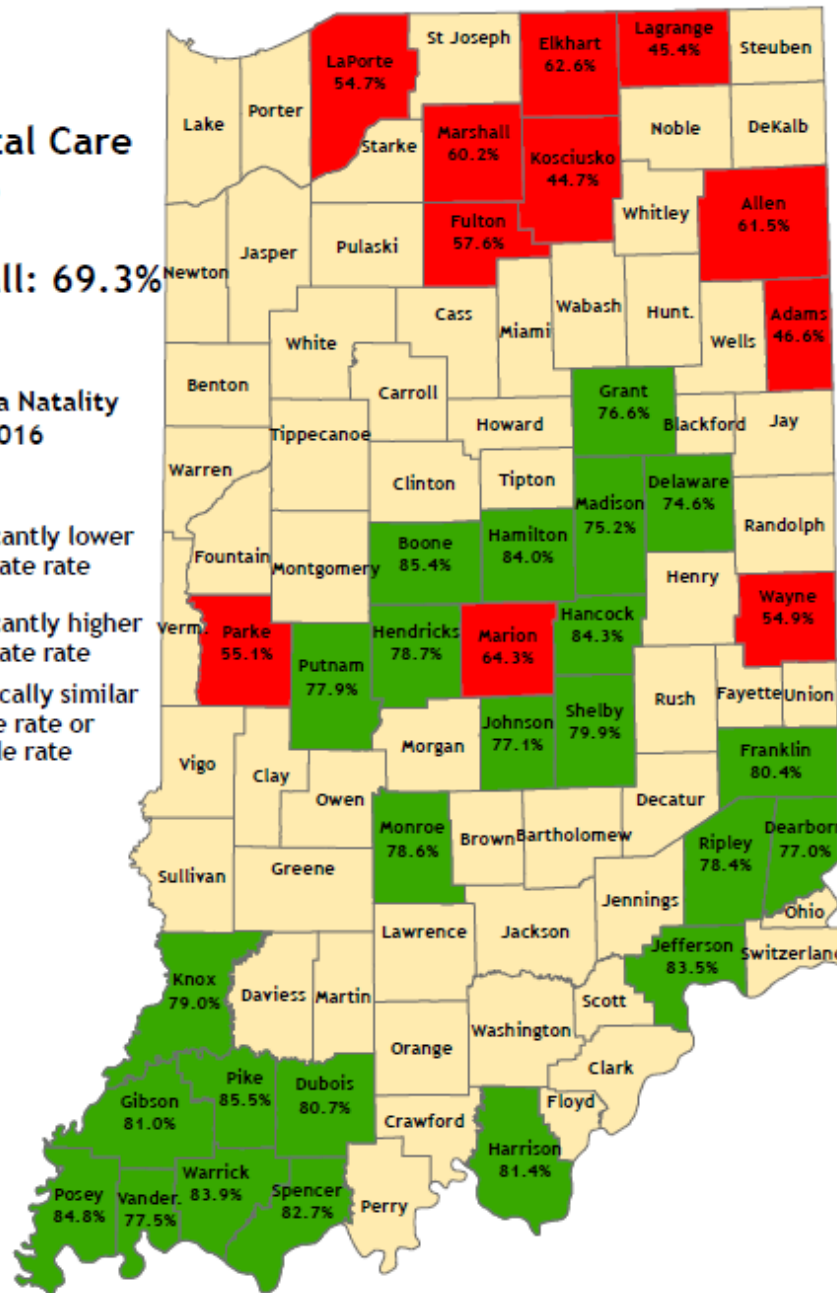 tal Care
ll: 69.3%
a Natality
016
cantly lower
ate rate
cantly higher
ate rate
ically similar
e rate or
le rate
St Joseph
Elkhart
62.6%
Lagrange
45.4%
Steuben
LaPorte
54.7%
Lake
Porter
Starke
Marshall
60.2%
Kosciusko
44.7%
Noble
DeKalb
Newton
Jasper
Pulaski
Fulton
57.6%
Whitley
Allen
61.5%
White
Cass
Miami
Wabash
Hunt.
Wells
Adams
46.6%
Benton
Carroll
Grant
76.6%
Blackford
Jay
Warren
Tippecanoe
Howard
Clinton
Tipton
Madison
75.2%
Delaware
74.6%
Randolph
Fountain
Montgomery
Boone
85.4%
Hamilton
84.0%
Henry
Verm.
Parke
55.1%
Putnam
77.9%
Hendricks
78.7%
Marion
64.3%
Hancock
84.3%
Wayne
54.9%
Rush
Fayette
Union
Vigo
Clay
Owen
Morgan
Johnson
77.1%
Shelby
79.9%
Franklin
80.4%
Decatur
Sullivan
Greene
Monroe
78.6%
Brown
Bartholomew
Ripley
78.4%
Dearborn
77.0%
Jennings
Ohio
Lawrence
Jackson
Jefferson
83.5%
Switzerland
Knox
79.0%
Daviess
Martin
Orange
Washington
Scott
Clark
Gibson
81.0%
Pike
85.5%
Dubois
80.7%
Crawford
Floyd
Harrison
81.4%
Posey
84.8%
Vander.
77.5%
Warrick
83.9%
Spencer
82.7%
Perry